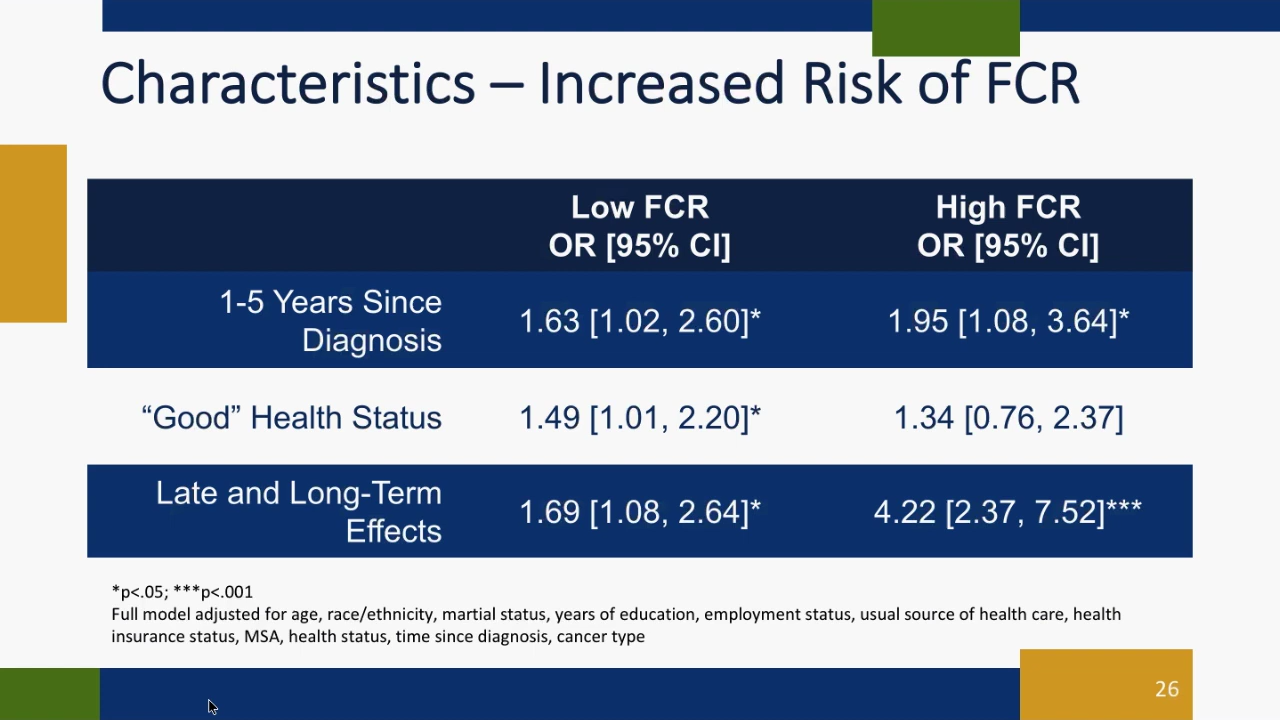 Characteristics – Increased Risk of FCR
Low FCR
OR [95% CI]
High FCR
OR [95% CI]
1-5 Years Since
Diagnosis
1.63 [1.02, 2.60]*
1.95 [1.08, 3.64]*
“Good” Health Status
1.49 [1.01, 2.20]*
1.34 [0.76, 2.37]
Late and Long-Term
Effects
1.69 [1.08, 2.64]*
4.22 [2.37, 7.52]***
*p<.05; ***p<.001
Full model adjusted for age, race/ethnicity, martial status, years of education, employment status, usual source of health care, health
insurance status, MSA, health status, time since diagnosis, cancer type
26